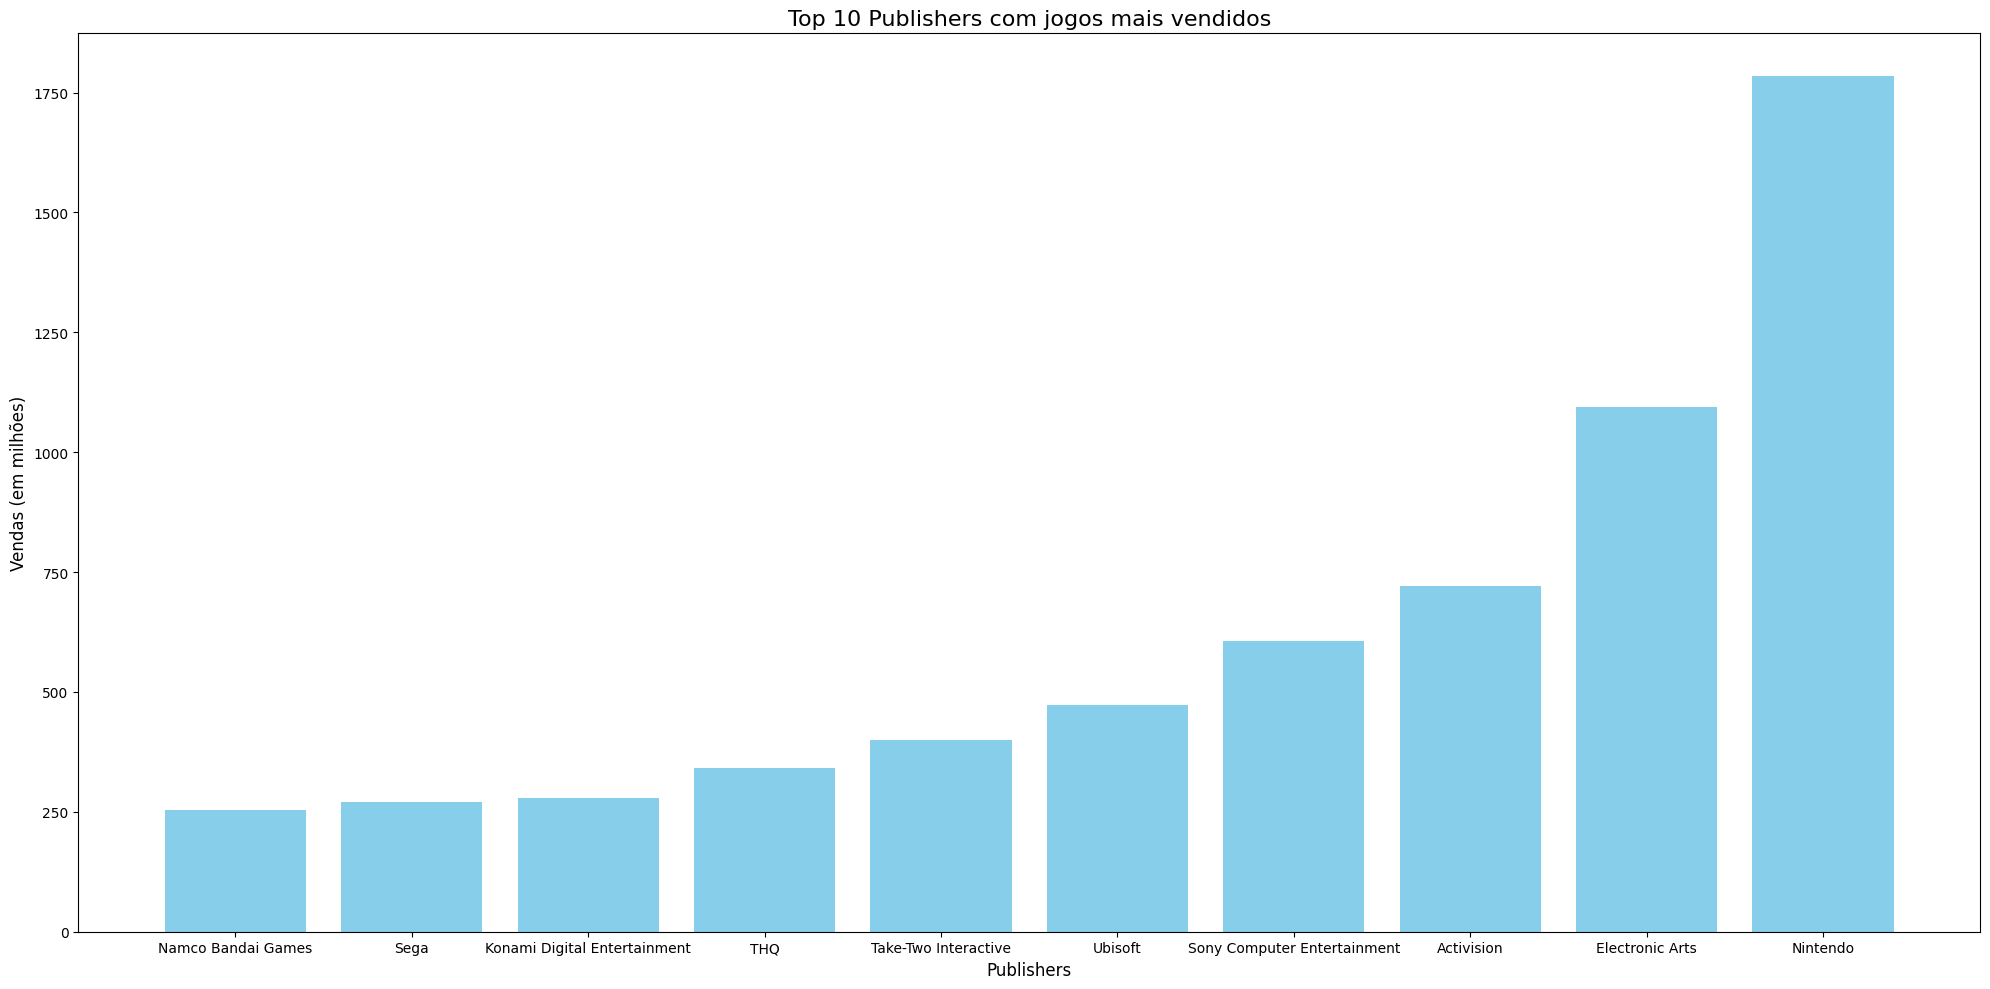 Top 10 Publishers com jogos mais vendidos
Vendas (em milhões)
1750
1500
1250
1000
750
500
250
0
Namco Bandai Games
Sega
Konami Digital Entertainment
THQ
Take-Two Interactive
Ubisoft
Sony Computer Entertainment
Activision
Electronic Arts
Nintendo
Publishers